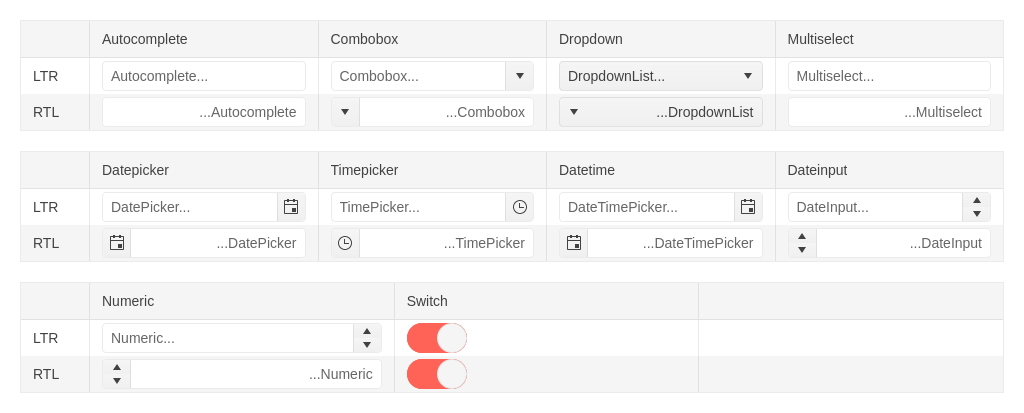 Autocomplete Combobox Dropdown Multiselect
LTR Autocomplete... Combobox... DropdownList... Multiselect...
RTL ...Autocomplete ...Combobox ...DropdownList ...Multiselect
Datepicker Timepicker Datetime Dateinput
LTR DatePicker... TimePicker... DateTimePicker... DateInput...
RTL ...DatePicker ...TimePicker ...DateTimePicker ...DateInput
Numeric Switch
LTR Numeric...
RTL ...Numeric